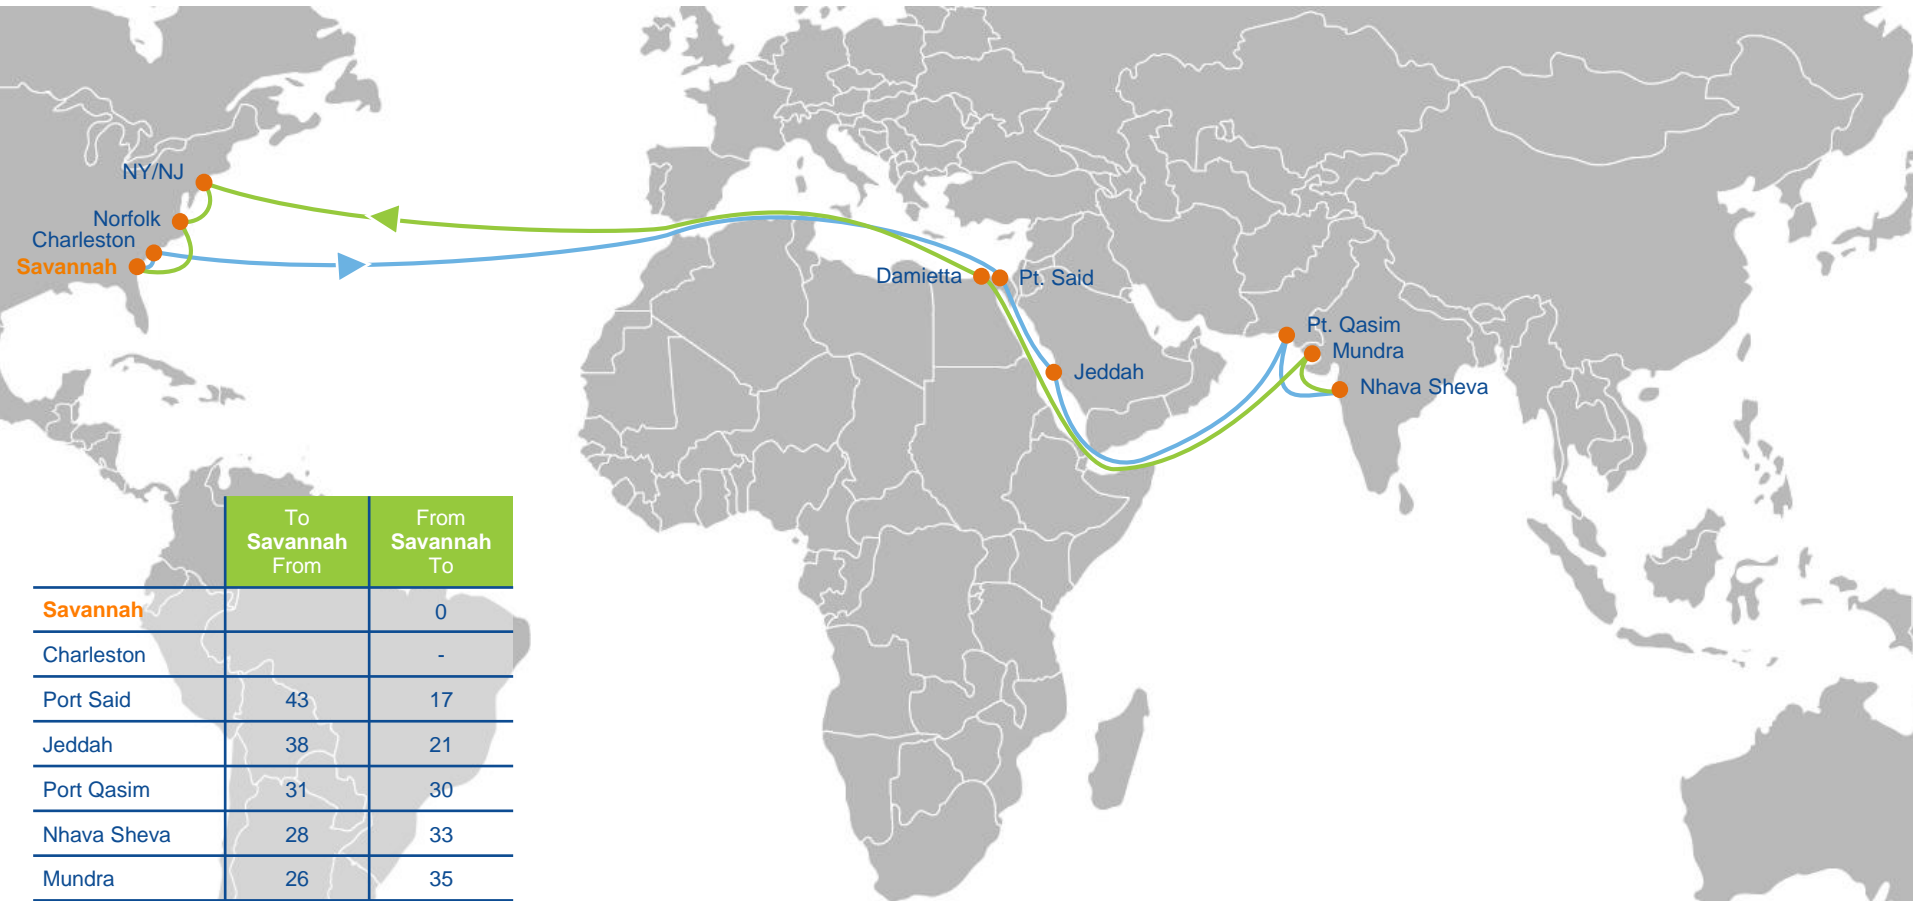 NY/NJ
Norfolk
Charleston
Savannah
Damietta
Pt. Said
Jeddah
Pt. Qasim
Mundra
Nhava Sheva
To Savannah From
From Savannah To
Savannah 0
Charleston -
Port Said 43 17
Jeddah 38 21
Port Qasim 31 30
Nhava Sheva 28 33
Mundra 26 35